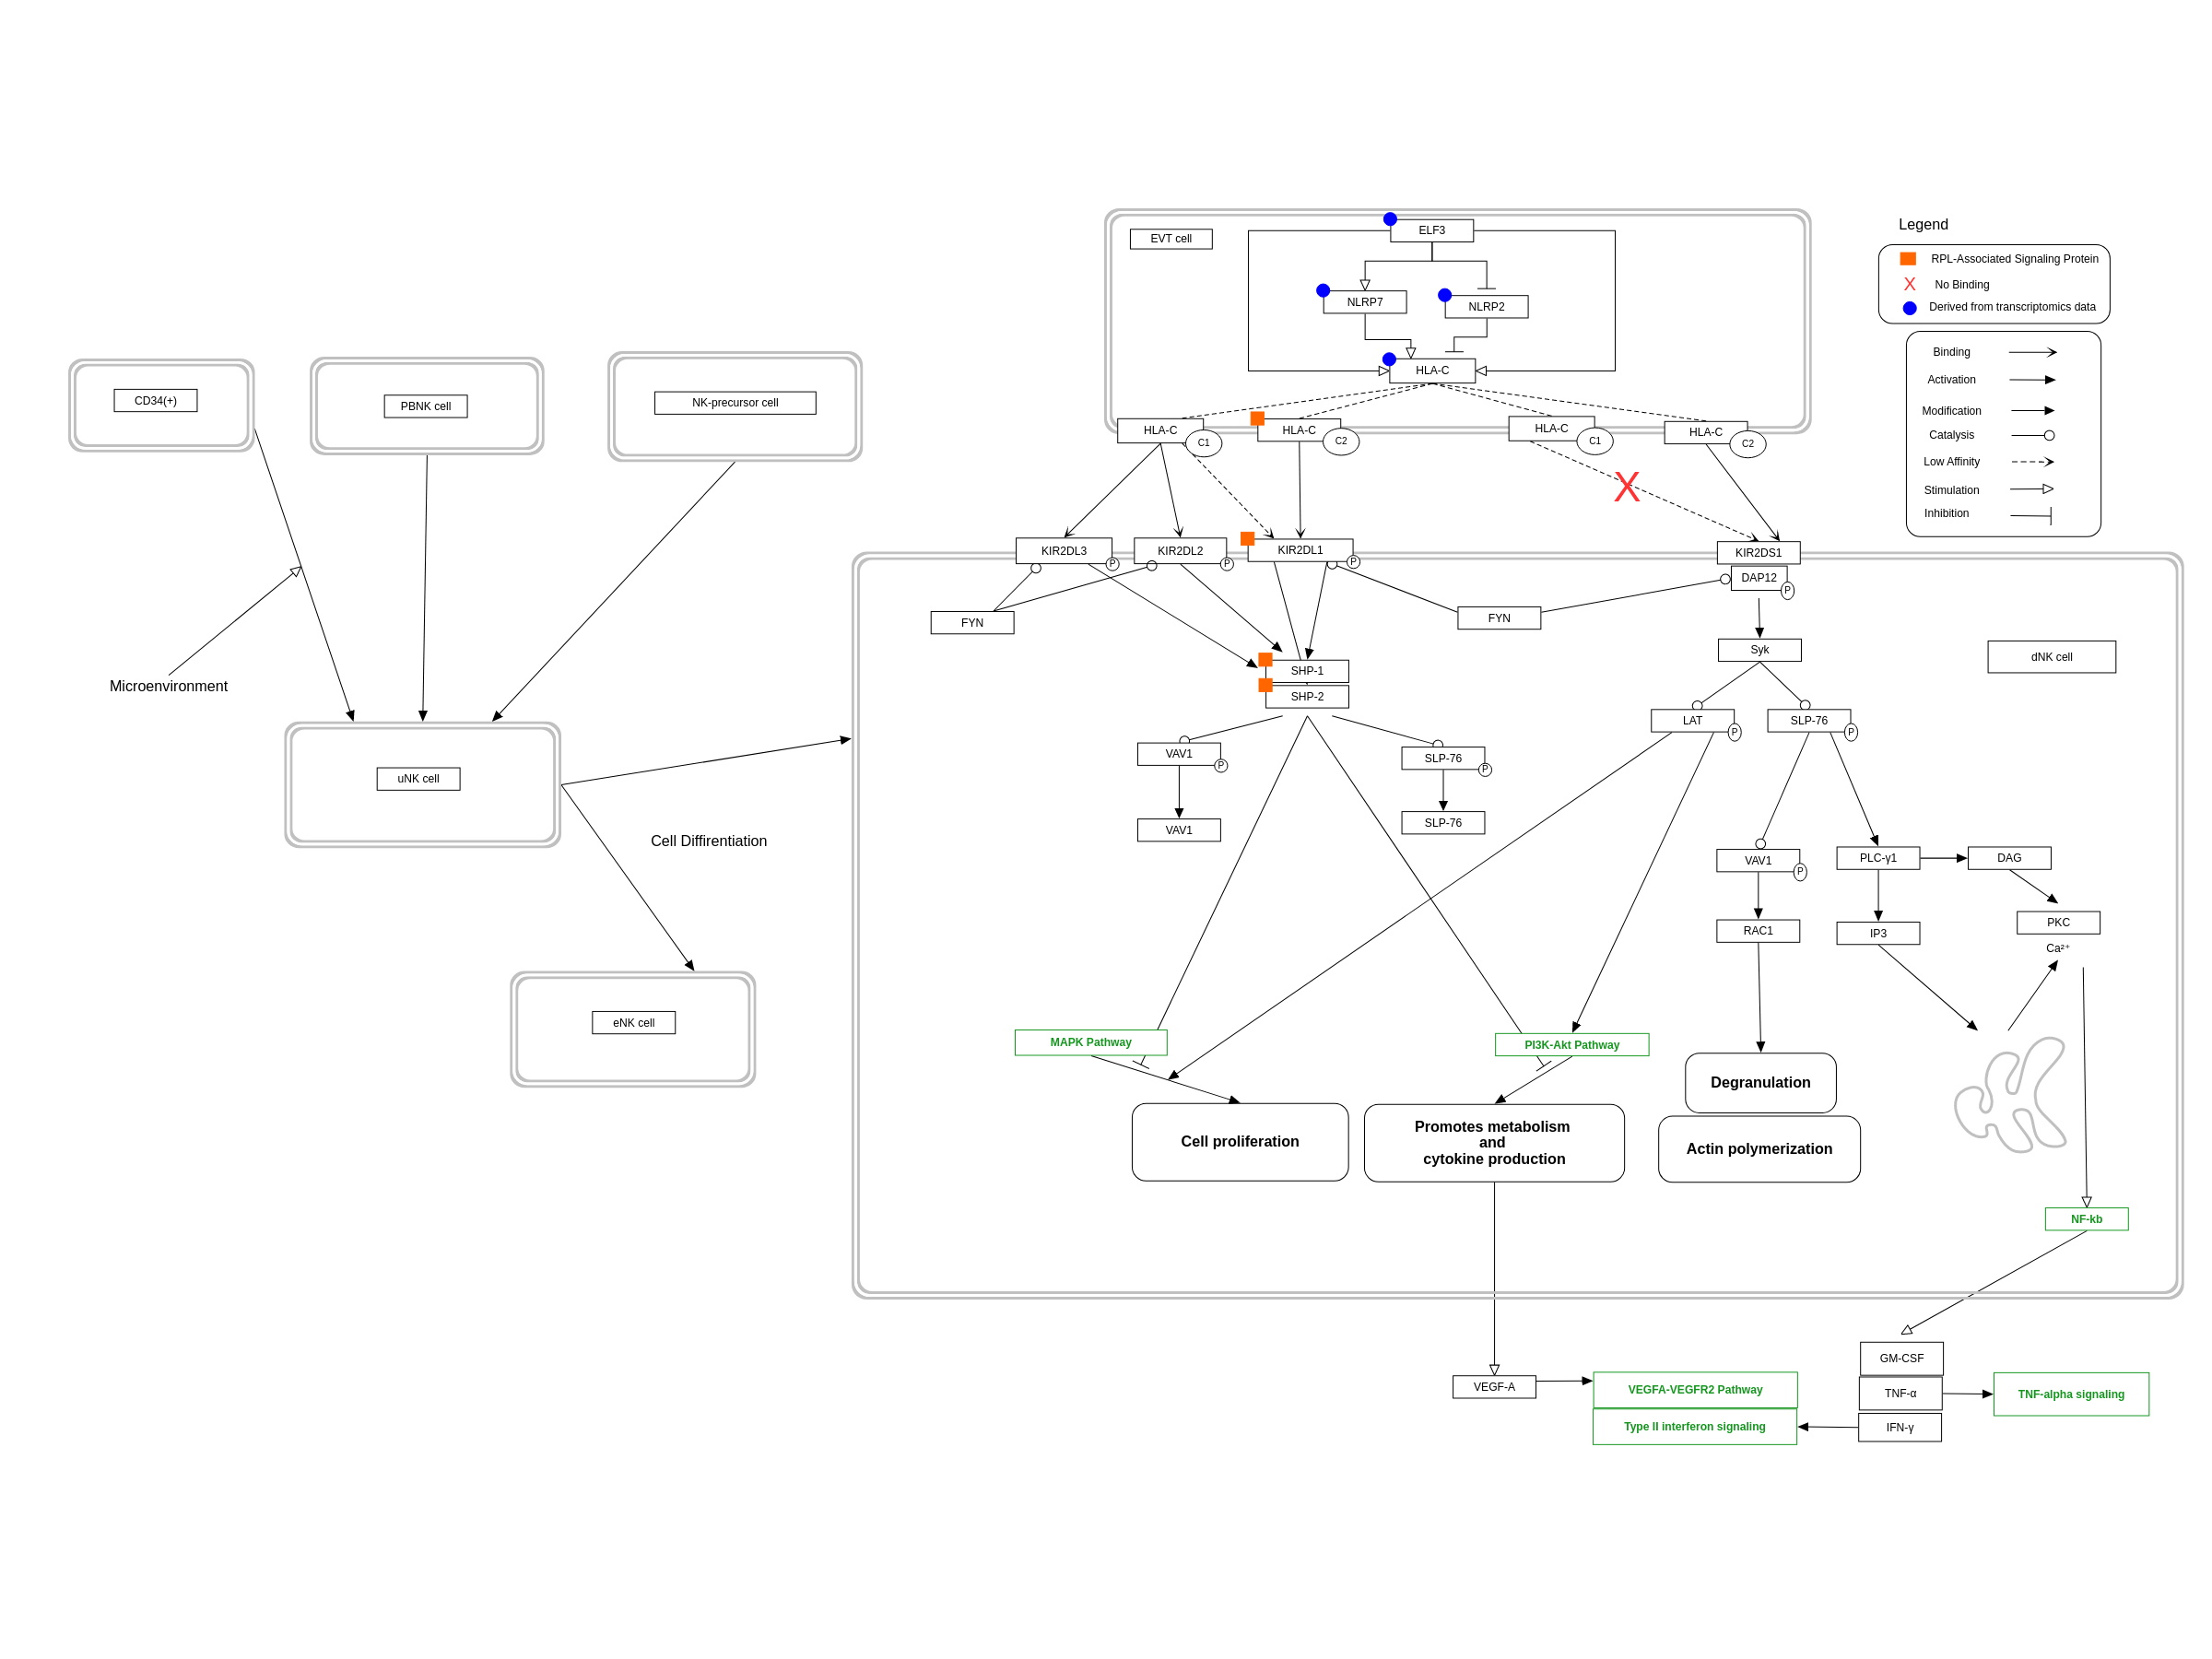 Legend
RPL-Associated Signaling Protein
X No Binding
Derived from transcriptomics data
Binding
Activation
Modification
Catalysis
Low Affinity
Stimulation
Inhibition
EVT cell
ELF3
NLRP7
NLRP2
HLA-C
HLA-C
C1
HLA-C
C2
HLA-C
C1
HLA-C
C2
X
CD34(+)
PBNK cell
NK-precursor cell
Microenvironment
uNK cell
Cell Diffirentiation
eNK cell
KIR2DL3
P
KIR2DL2
P
KIR2DL1
P
KIR2DS1
DAP12
P
FYN
FYN
Syk
dNK cell
SHP-1
SHP-2
LAT
P
SLP-76
P
VAV1
P
SLP-76
P
VAV1
SLP-76
VAV1
P
PLC-γ1
DAG
RAC1
IP3
PKC
Ca²⁺
MAPK Pathway
PI3K-Akt Pathway
Degranulation
Cell proliferation
Promotes metabolism
and
cytokine production
Actin polymerization
NF-kb
VEGF-A
VEGFA-VEGFR2 Pathway
Type II interferon signaling
GM-CSF
TNF-α
IFN-γ
TNF-alpha signaling